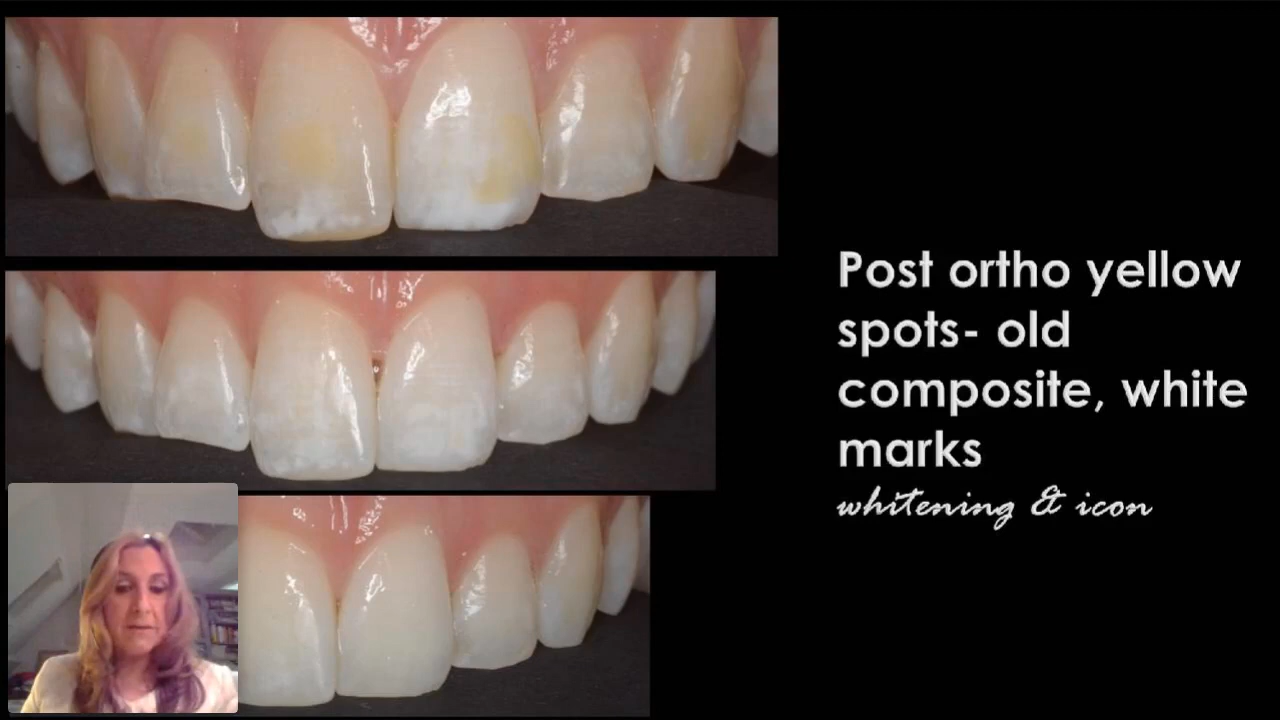 Post ortho yellow
spots- old
composite, white
marks
whitening & icon